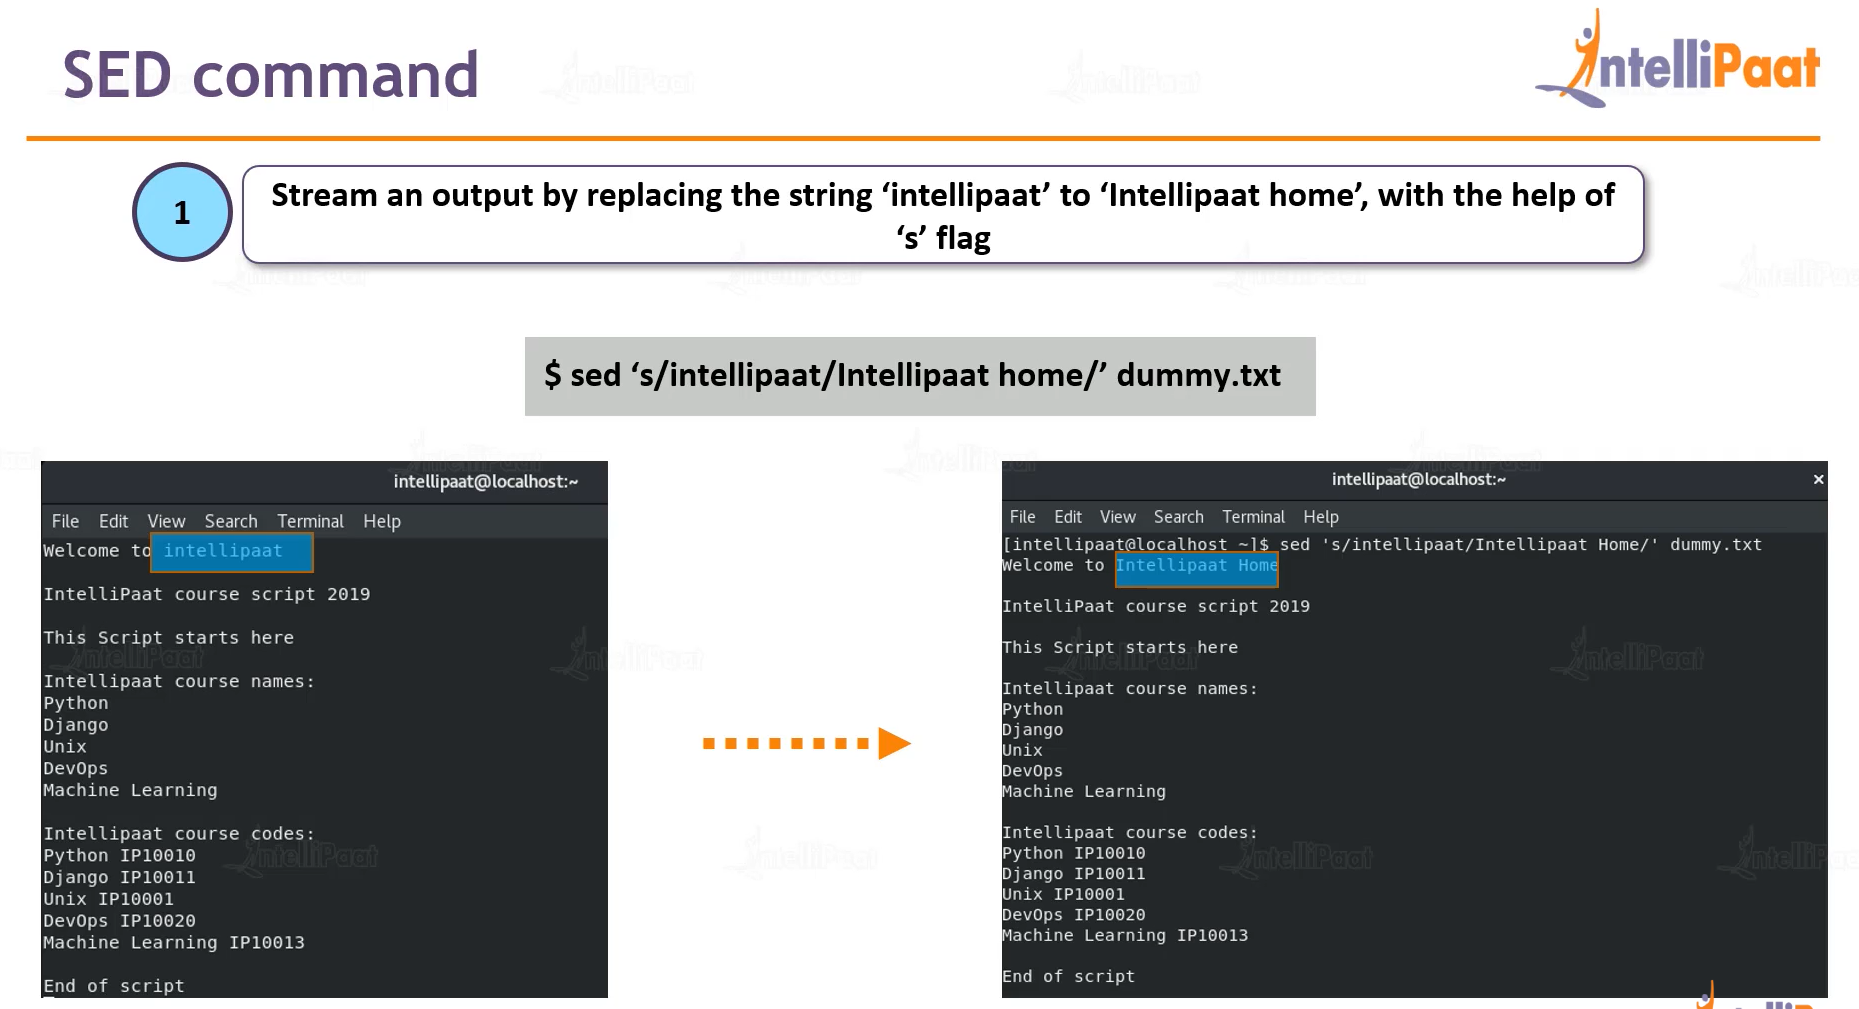 SED command
IntelliPaat
1
Stream an output by replacing the string ‘intellipaat’ to ‘Intellipaat home’, with the help of
‘s’ flag
$ sed ‘s/intellipaat/Intellipaat home/’ dummy.txt
intellipaat@localhost:~
File Edit View Search Terminal Help
Welcome to intellipaat
IntelliPaat course script 2019
This Script starts here
Intellipaat course names:
Python
Django
Unix
DevOps
Machine Learning
Intellipaat course codes:
Python IP10010
Django IP10011
Unix IP10001
DevOps IP10020
Machine Learning IP10013
End of script
intellipaat@localhost:~ ×
File Edit View Search Terminal Help
[intellipaat@localhost ~]$ sed 's/intellipaat/Intellipaat Home/' dummy.txt
Welcome to Intellipaat Home
IntelliPaat course script 2019
This Script starts here
Intellipaat course names:
Python
Django
Unix
DevOps
Machine Learning
Intellipaat course codes:
Python IP10010
Django IP10011
Unix IP10001
DevOps IP10020
Machine Learning IP10013
End of script